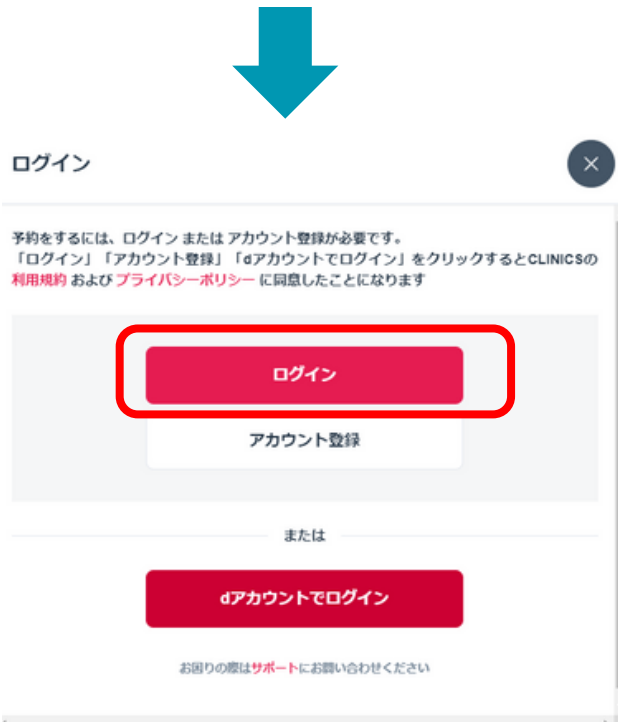 ログイン
予約をするには、ログイン または アカウント登録が必要です。
「ログイン」「アカウント登録」「dアカウントでログイン」をクリックするとCLINICSの
利用規約 および プライバシーポリシー に同意したことになります
ログイン
アカウント登録
または
dアカウントでログイン
お困りの際はサポートにお問い合わせください